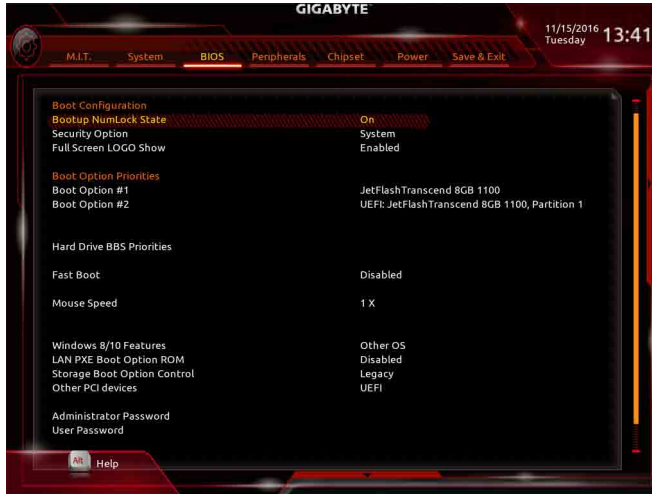 GIGABYTE
11/15/2016 Tuesday 13:41
M.I.T. System BIOS Peripherals Chipset Power Save & Exit
Boot Configuration
Bootup NumLock State On
Security Option System
Full Screen LOGO Show Enabled
Boot Option Priorities
Boot Option #1 JetFlashTranscend 8GB 1100
Boot Option #2 UEFI: JetFlashTranscend 8GB 1100, Partition 1
Hard Drive BBS Priorities
Fast Boot Disabled
Mouse Speed 1 X
Windows 8/10 Features Other OS
LAN PXE Boot Option ROM Disabled
Storage Boot Option Control Legacy
Other PCI devices UEFI
Administrator Password
User Password
Alt Help